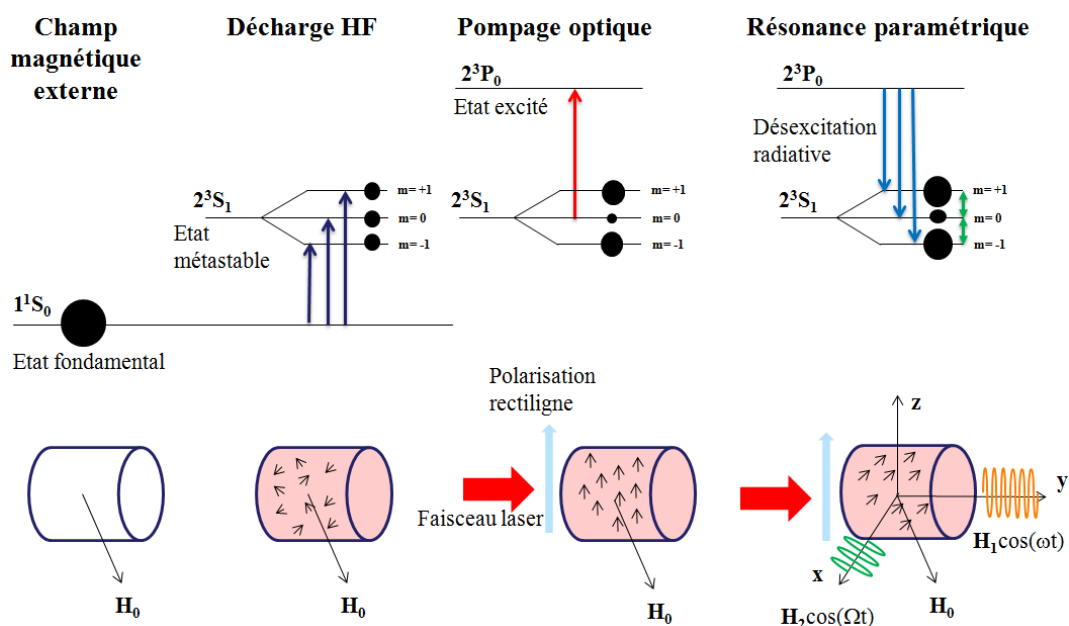 Champ
magnétique
externe
Décharge HF
Pompage optique
Résonance paramétrique
2³P₀
Etat excité
2³P₀
Désexcitation
radiative
2³S₁
m= +1
m= 0
m= -1
Etat
métastable
2³S₁
m= +1
m= 0
m= -1
2³S₁
m= +1
m= 0
m= -1
1¹S₀
Etat fondamental
Polarisation
rectiligne
Faisceau laser
z
y
x
H₁cos(ωt)
H₂cos(Ωt)
H₀
H₀
H₀
H₀